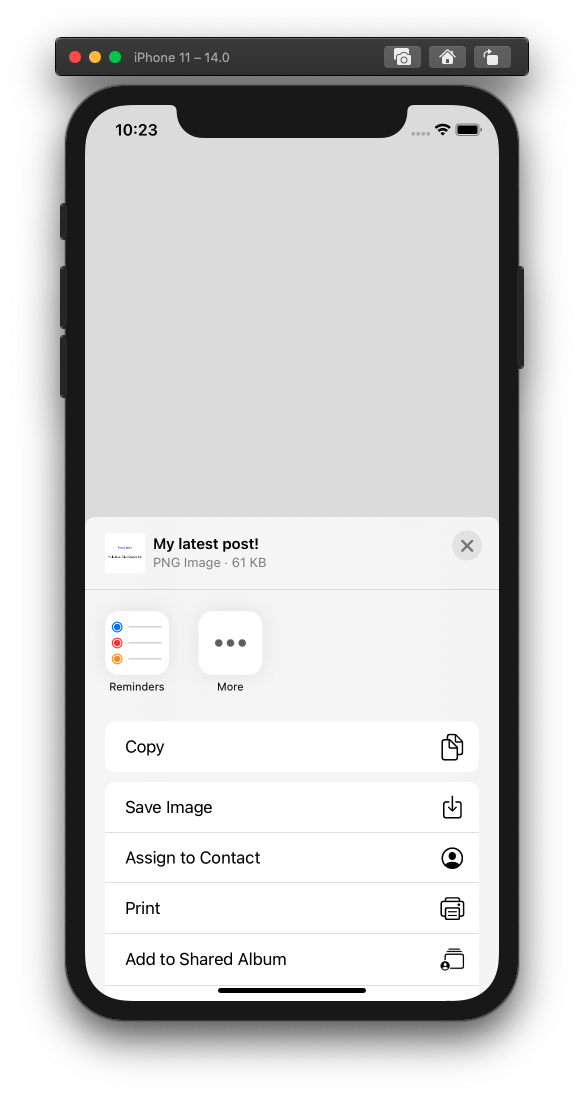 iPhone 11 – 14.0
10:23
My latest post!
PNG Image · 61 KB
Reminders
More
Copy
Save Image
Assign to Contact
Print
Add to Shared Album